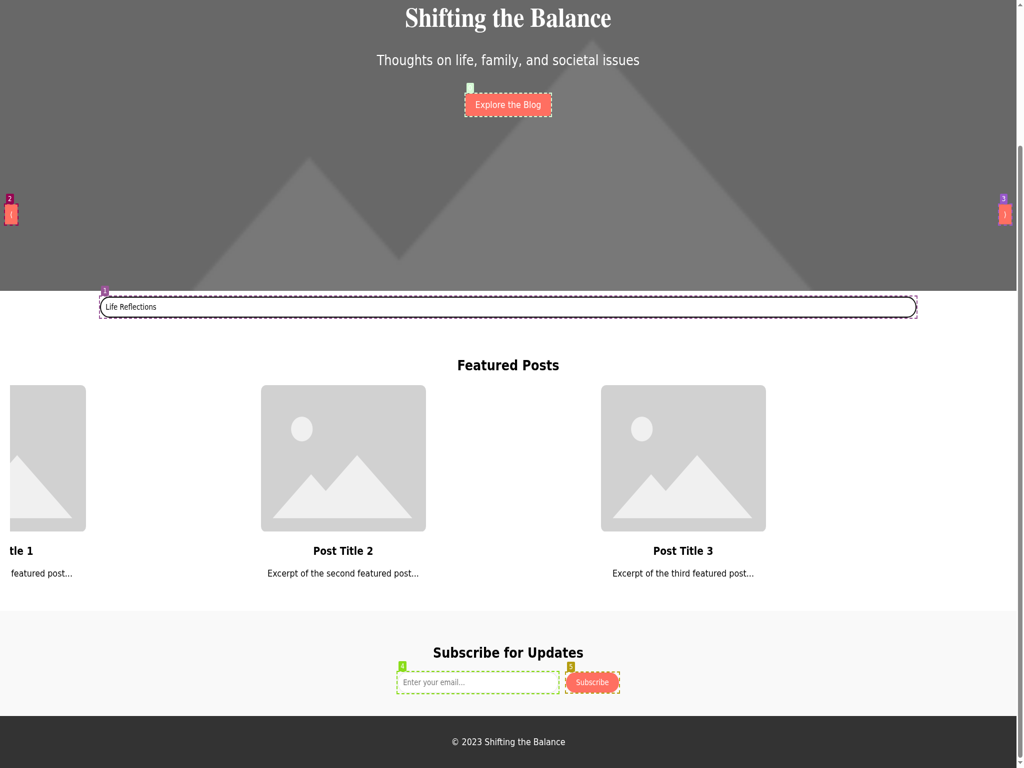 Shifting the Balance
Thoughts on life, family, and societal issues
Explore the Blog
2
⟨
3
⟩
1
Life Reflections
Featured Posts
tle 1
featured post...
Post Title 2
Excerpt of the second featured post...
Post Title 3
Excerpt of the third featured post...
Subscribe for Updates
4
Enter your email...
5
Subscribe
© 2023 Shifting the Balance